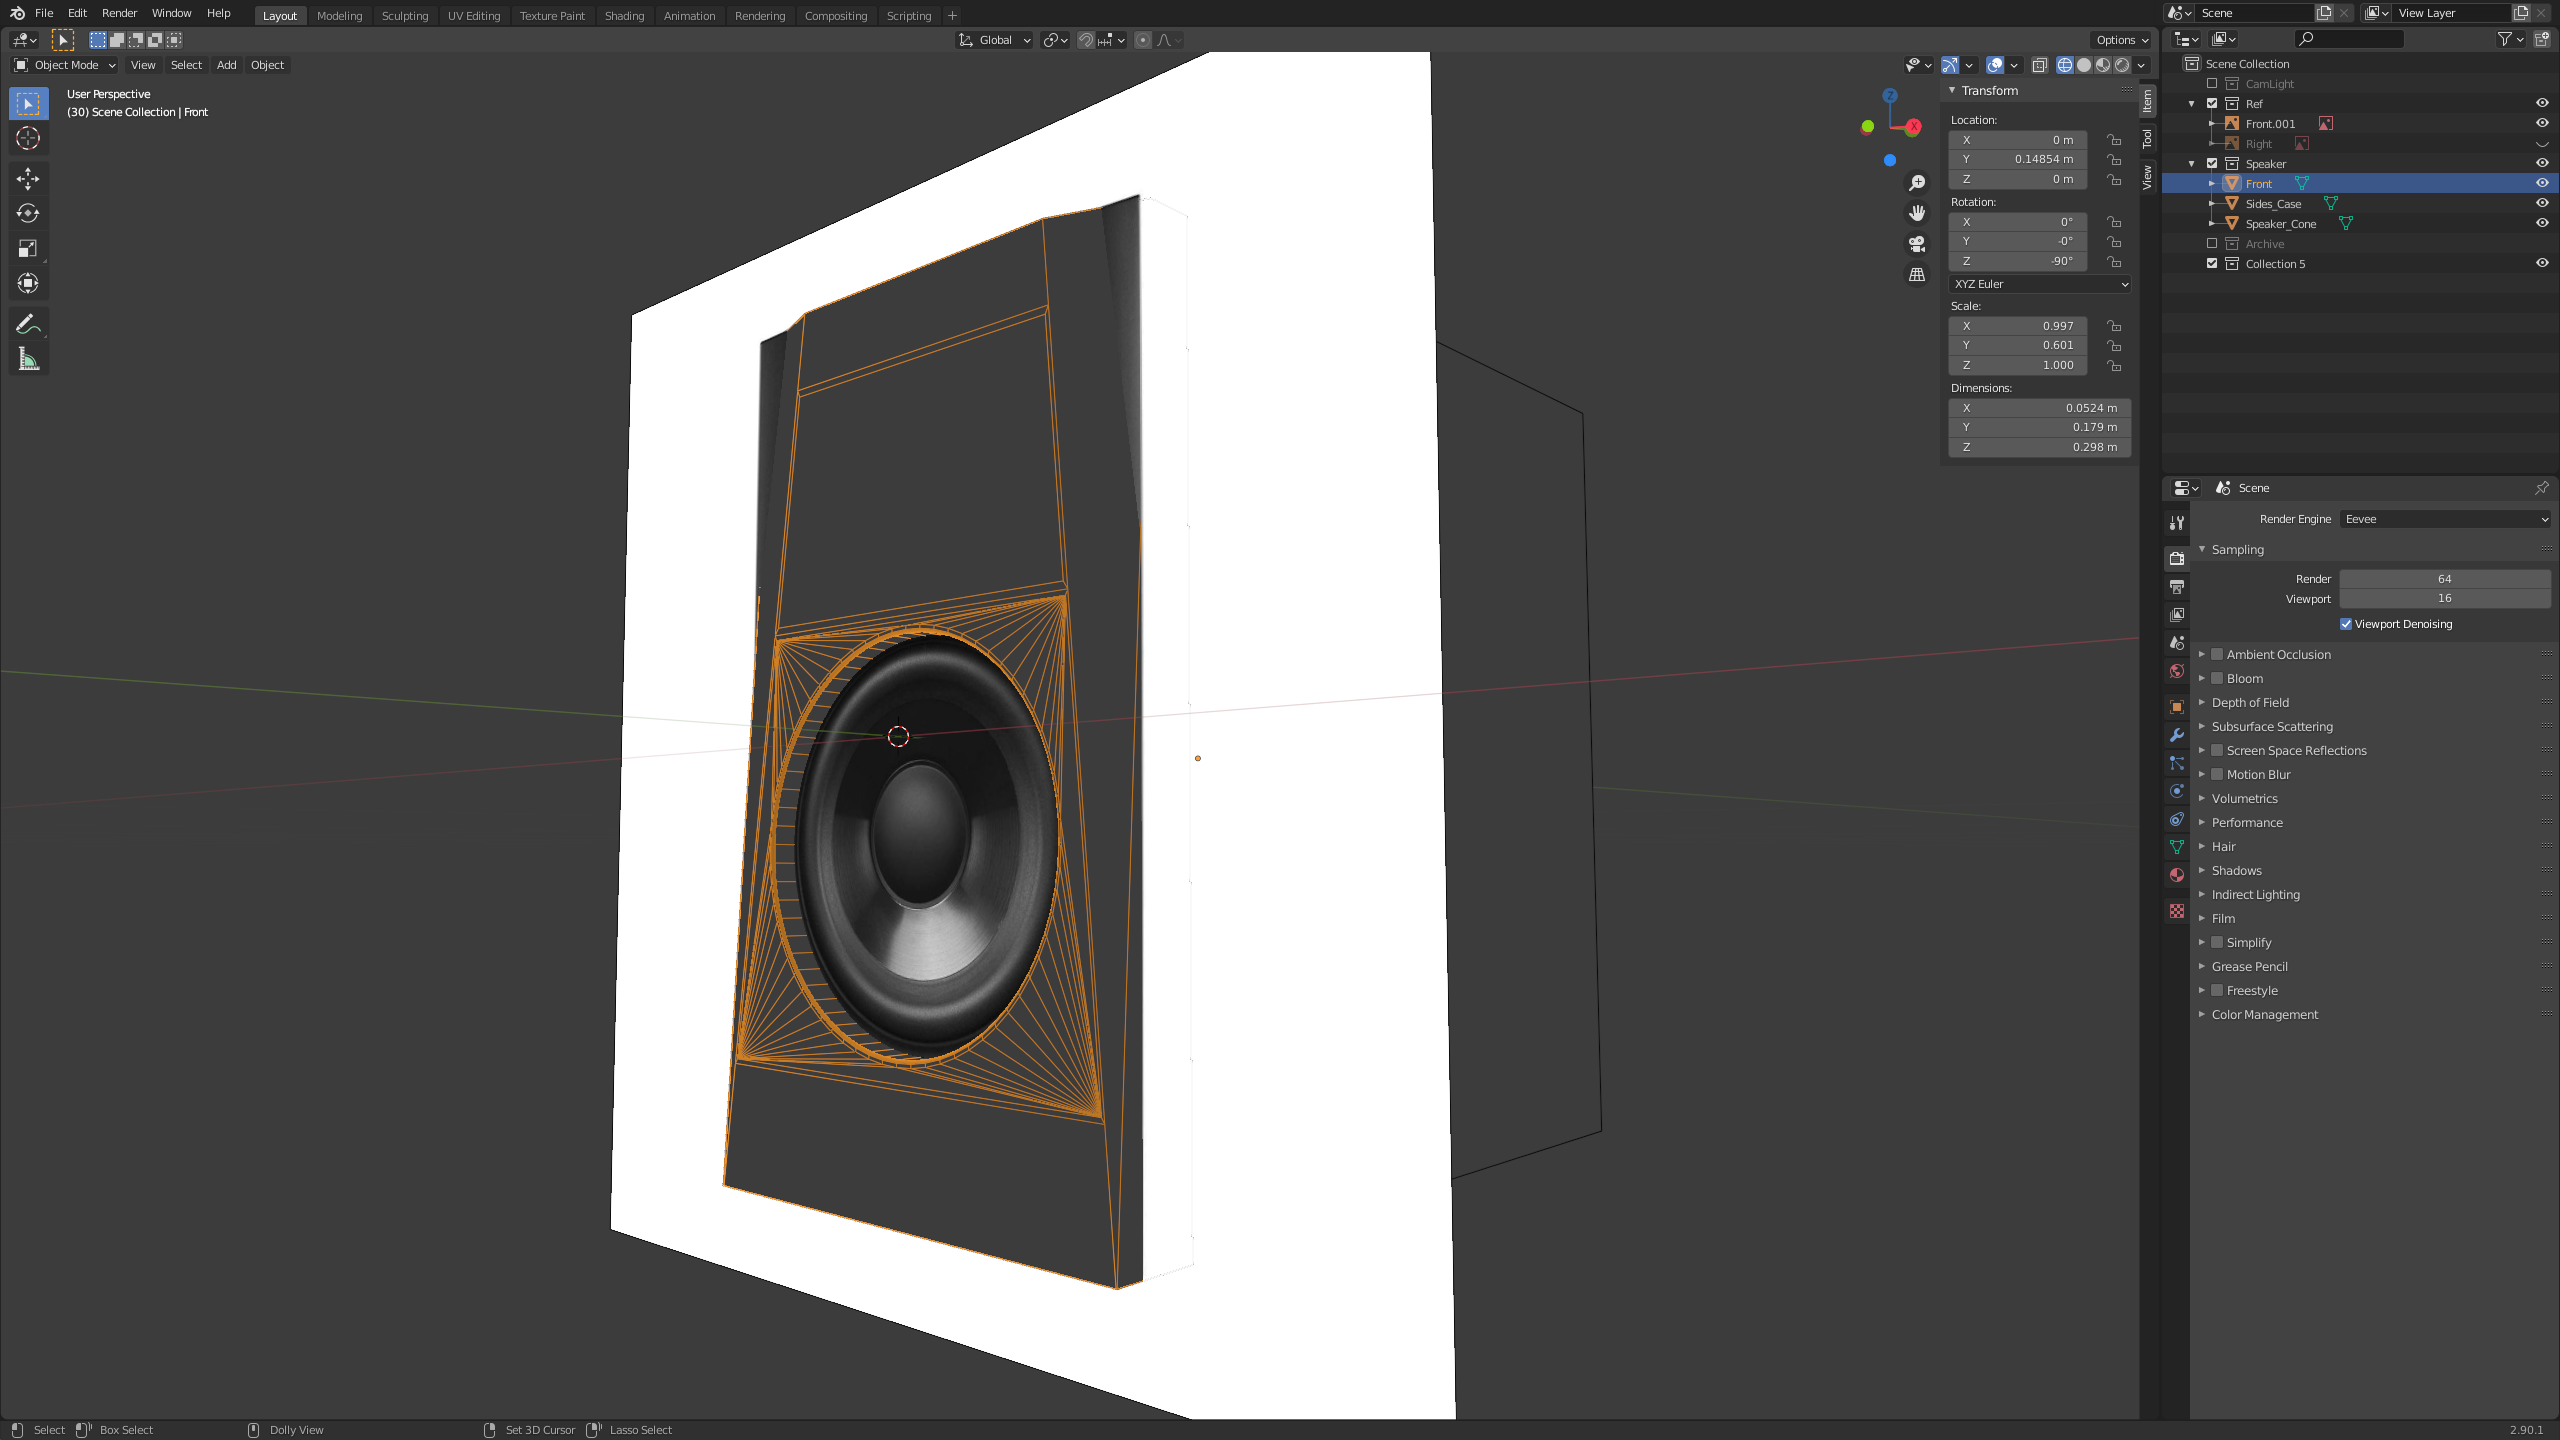 File Edit Render Window Help
Layout Modeling Sculpting UV Editing Texture Paint Shading Animation Rendering Compositing Scripting +
Scene View Layer
Global
Options
Object Mode View Select Add Object
User Perspective
(30) Scene Collection | Front
Z
X
Item
Tool
View
Transform
Location:
X 0 m
Y 0.14854 m
Z 0 m
Rotation:
X 0°
Y -0°
Z -90°
XYZ Euler
Scale:
X 0.997
Y 0.601
Z 1.000
Dimensions:
X 0.0524 m
Y 0.179 m
Z 0.298 m
Scene Collection
CamLight
Ref
Front.001
Right
Speaker
Front
Sides_Case
Speaker_Cone
Archive
Collection 5
Scene
Render Engine Eevee
Sampling
Render 64
Viewport 16
Viewport Denoising
Ambient Occlusion
Bloom
Depth of Field
Subsurface Scattering
Screen Space Reflections
Motion Blur
Volumetrics
Performance
Hair
Shadows
Indirect Lighting
Film
Simplify
Grease Pencil
Freestyle
Color Management
Select Box Select Dolly View Set 3D Cursor Lasso Select 2.90.1